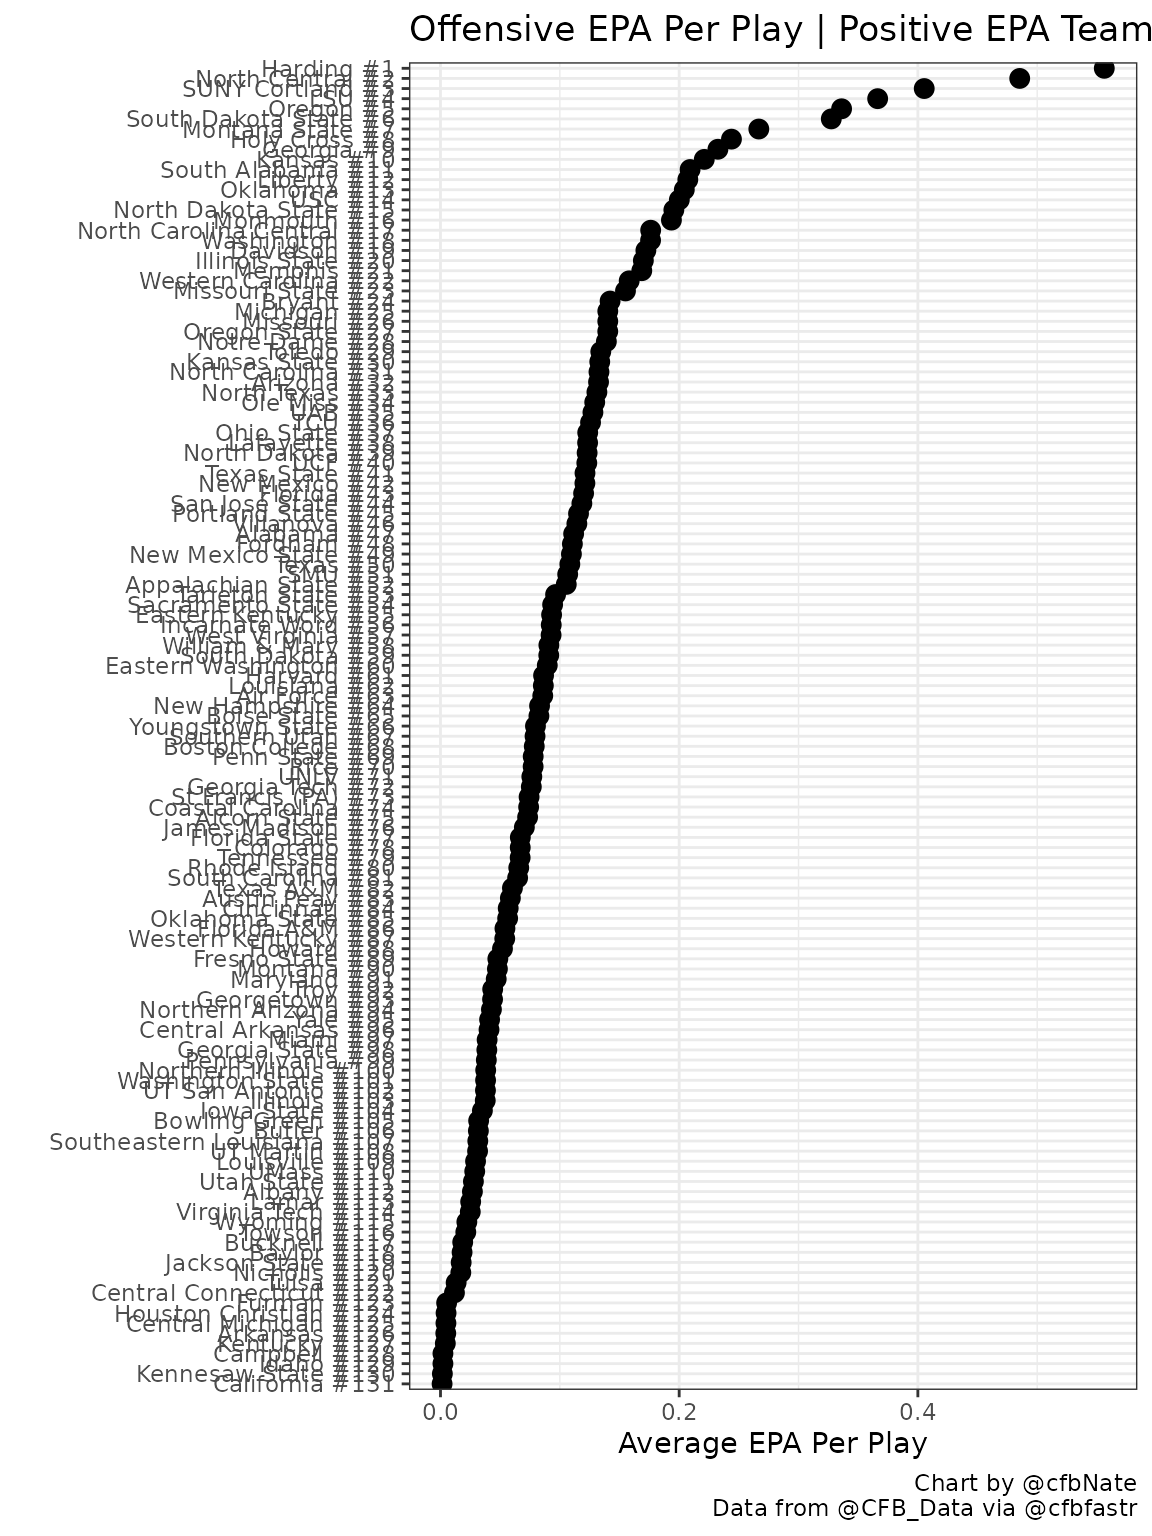 Offensive EPA Per Play | Positive EPA Team
Harding #1
North Central #2
SUNY Cortland #3
LSU #4
Oregon #5
South Dakota State #6
Montana State #7
Holy Cross #8
Georgia #9
Kansas #10
South Alabama #11
Liberty #12
Oklahoma #13
USC #14
North Dakota State #15
Monmouth #16
North Carolina Central #17
Washington #18
Davidson #19
Illinois State #20
Memphis #21
Western Carolina #22
Missouri State #23
Bryant #24
Michigan #25
Missouri #26
Oregon State #27
Notre Dame #28
Toledo #29
Kansas State #30
North Carolina #31
Arizona #32
North Texas #33
Ole Miss #34
UAB #35
TCU #36
Ohio State #37
Lafayette #38
North Dakota #39
UCF #40
Texas State #41
New Mexico #42
Florida #43
San José State #44
Portland State #45
Villanova #46
Alabama #47
Fordham #48
New Mexico State #49
Texas #50
SMU #51
Appalachian State #52
Tarleton State #53
Sacramento State #54
Eastern Kentucky #55
Incarnate Word #56
West Virginia #57
William & Mary #58
South Dakota #59
Eastern Washington #60
Harvard #61
Louisiana #62
Air Force #63
New Hampshire #64
Boise State #65
Youngstown State #66
Southern Utah #67
Boston College #68
Penn State #69
Rice #70
UNLV #71
Georgia Tech #72
St Francis (PA) #73
Coastal Carolina #74
Alcorn State #75
James Madison #76
Florida State #77
Colorado #78
Tennessee #79
Rhode Island #80
South Carolina #81
Texas A&M #82
Austin Peay #83
Cincinnati #84
Oklahoma State #85
Florida A&M #86
Western Kentucky #87
Howard #88
Fresno State #89
Montana #90
Maryland #91
Troy #92
Georgetown #93
Northern Arizona #94
Yale #95
Central Arkansas #96
Miami #97
Georgia State #98
Pennsylvania #99
Northern Illinois #100
Washington State #101
UT San Antonio #102
Illinois #103
Iowa State #104
Bowling Green #105
Butler #106
Southeastern Louisiana #107
UT Martin #108
Louisville #109
UMass #110
Utah State #111
Albany #112
Lamar #113
Virginia Tech #114
Wyoming #115
Towson #116
Bucknell #117
Baylor #118
Jackson State #119
Nicholls #120
Tulsa #121
Central Connecticut #122
Furman #123
Houston Christian #124
Central Michigan #125
Arkansas #126
Kentucky #127
Campbell #128
Idaho #129
Kennesaw State #130
California #131
0.0 0.2 0.4
Average EPA Per Play
Chart by @cfbNate
Data from @CFB_Data via @cfbfastr